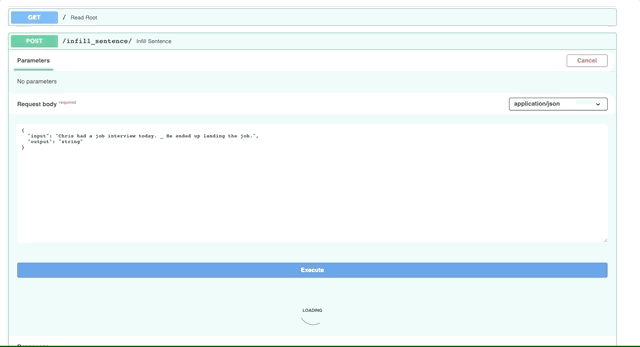 GET / Read Root
POST /infill_sentence/ Infill Sentence
Parameters
Cancel
No parameters
Request body required
application/json
{
"input": "Chris had a job interview today. _ He ended up landing the job.",
"output": "string"
}
Execute
LOADING